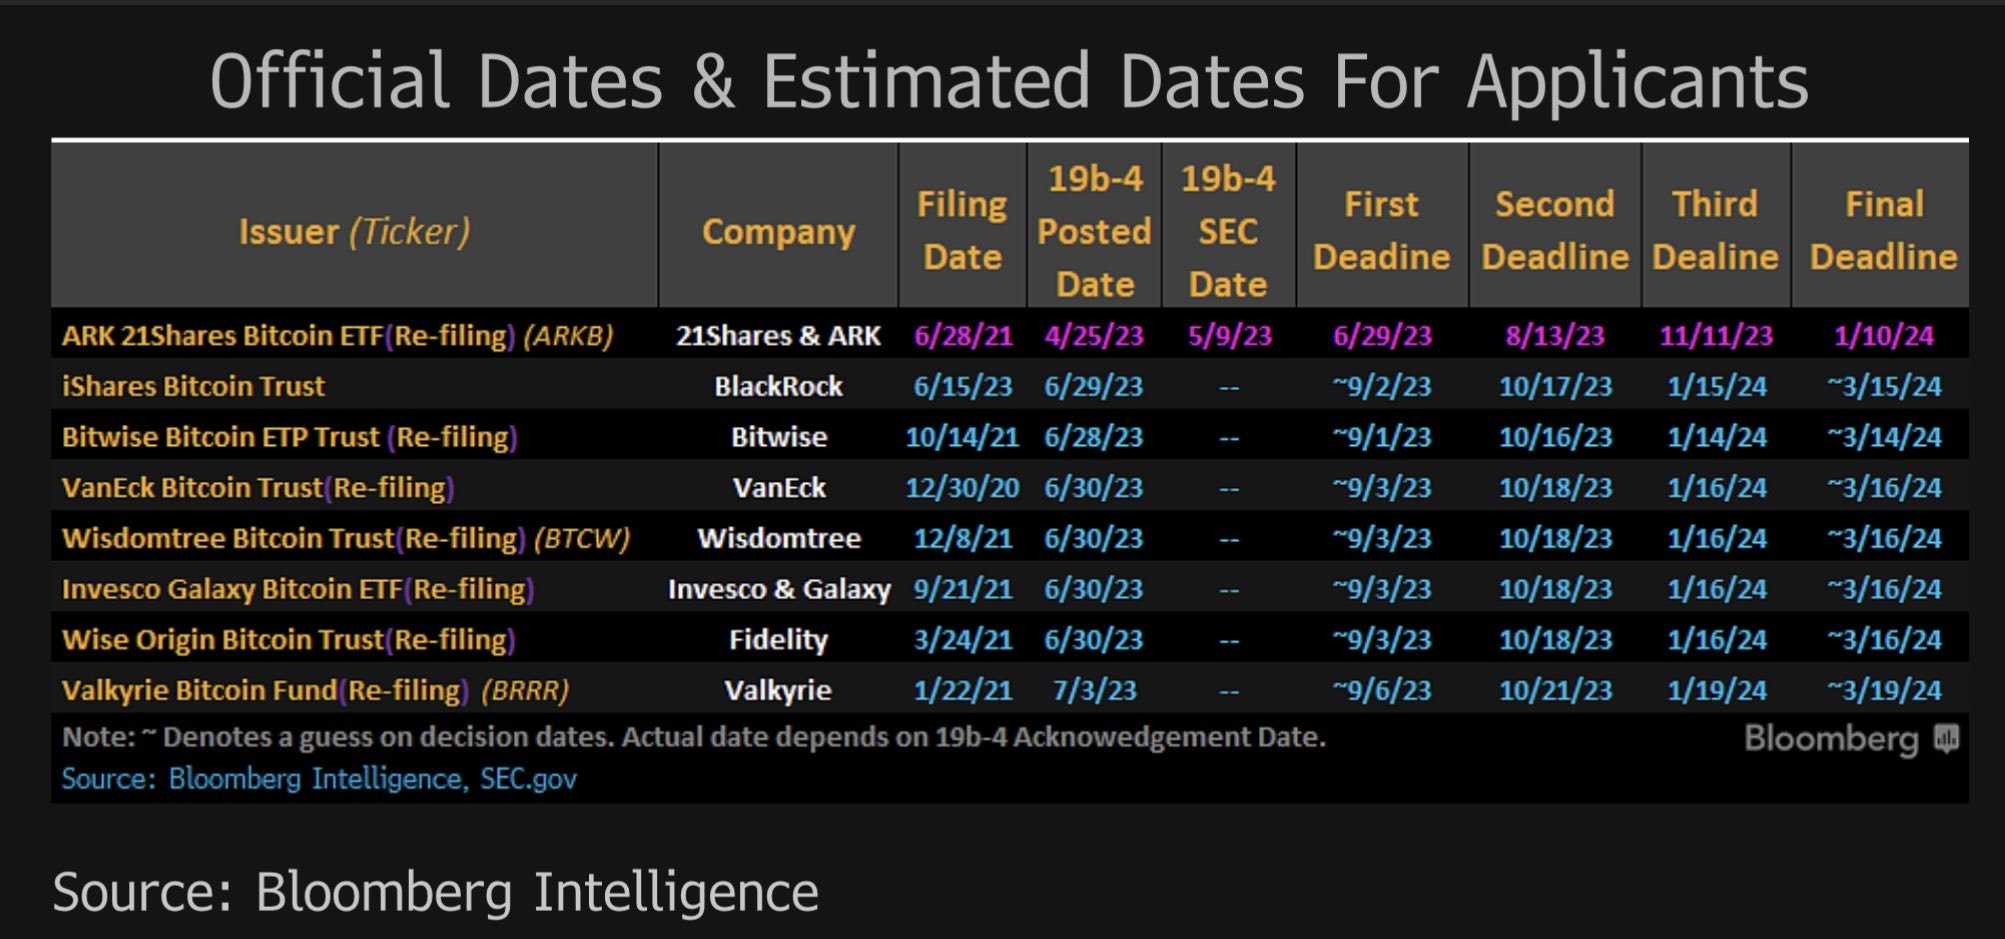 Official Dates & Estimated Dates For Applicants
Issuer (Ticker) Company Filing Date 19b-4 Posted Date 19b-4 SEC Date First Deadine Second Deadline Third Dealine Final Deadline
ARK 21Shares Bitcoin ETF(Re-filing) (ARKB) 21Shares & ARK 6/28/21 4/25/23 5/9/23 6/29/23 8/13/23 11/11/23 1/10/24
iShares Bitcoin Trust BlackRock 6/15/23 6/29/23 -- ~9/2/23 10/17/23 1/15/24 ~3/15/24
Bitwise Bitcoin ETP Trust (Re-filing) Bitwise 10/14/21 6/28/23 -- ~9/1/23 10/16/23 1/14/24 ~3/14/24
VanEck Bitcoin Trust(Re-filing) VanEck 12/30/20 6/30/23 -- ~9/3/23 10/18/23 1/16/24 ~3/16/24
Wisdomtree Bitcoin Trust(Re-filing) (BTCW) Wisdomtree 12/8/21 6/30/23 -- ~9/3/23 10/18/23 1/16/24 ~3/16/24
Invesco Galaxy Bitcoin ETF(Re-filing) Invesco & Galaxy 9/21/21 6/30/23 -- ~9/3/23 10/18/23 1/16/24 ~3/16/24
Wise Origin Bitcoin Trust(Re-filing) Fidelity 3/24/21 6/30/23 -- ~9/3/23 10/18/23 1/16/24 ~3/16/24
Valkyrie Bitcoin Fund(Re-filing) (BRRR) Valkyrie 1/22/21 7/3/23 -- ~9/6/23 10/21/23 1/19/24 ~3/19/24
Note: ~ Denotes a guess on decision dates. Actual date depends on 19b-4 Acknowedgement Date. Bloomberg
Source: Bloomberg Intelligence, SEC.gov
Source: Bloomberg Intelligence